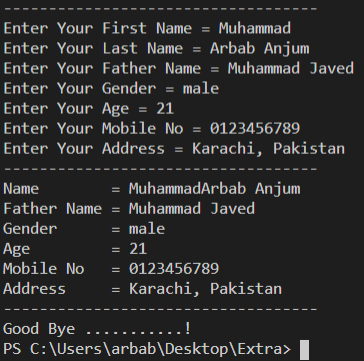 -----------------------------------
Enter Your First Name = Muhammad
Enter Your Last Name = Arbab Anjum
Enter Your Father Name = Muhammad Javed
Enter Your Gender = male
Enter Your Age = 21
Enter Your Mobile No = 0123456789
Enter Your Address = Karachi, Pakistan
-----------------------------------
Name        = MuhammadArbab Anjum
Father Name = Muhammad Javed
Gender      = male
Age         = 21
Mobile No   = 0123456789
Address     = Karachi, Pakistan
-----------------------------------
Good Bye ...........!
PS C:\Users\arbab\Desktop\Extra>